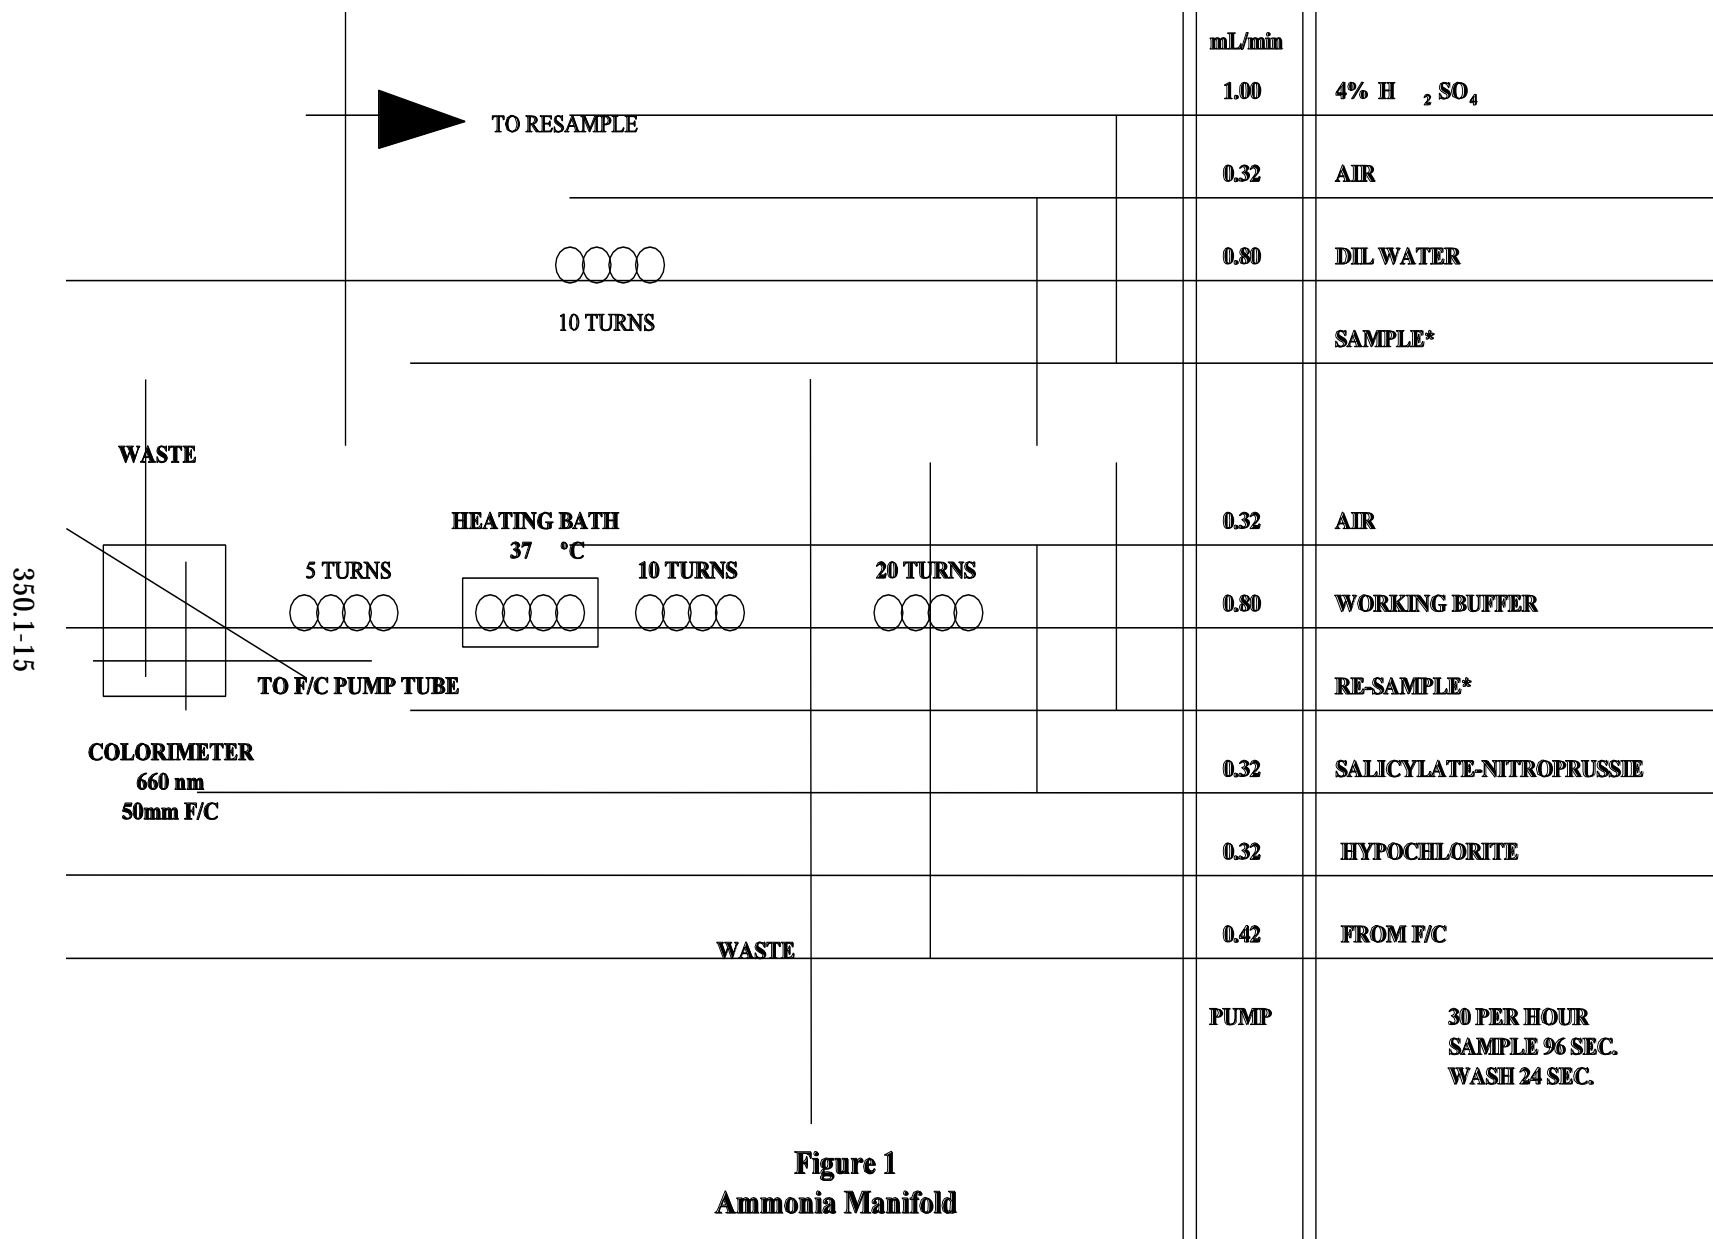 mL/min
1.00 4% H 2 SO4
TO RESAMPLE
0.32 AIR
0.80 DIL WATER
10 TURNS
SAMPLE*
WASTE
HEATING BATH
37 °C
0.32 AIR
5 TURNS 10 TURNS 20 TURNS
0.80 WORKING BUFFER
350.1-15
TO F/C PUMP TUBE
RE-SAMPLE*
COLORIMETER
660 nm
50mm F/C
0.32 SALICYLATE-NITROPRUSSIE
0.32 HYPOCHLORITE
0.42 FROM F/C
WASTE
PUMP
30 PER HOUR
SAMPLE 96 SEC.
WASH 24 SEC.
Figure 1
Ammonia Manifold